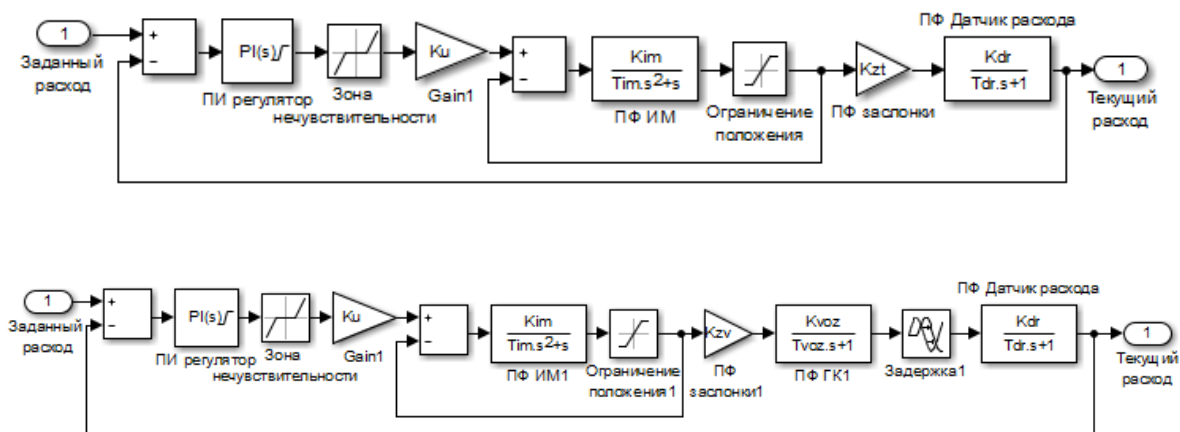 ПФ Датчик расхода
1
Заданный
расход
+
−
PI(s)
ПИ регулятор
Зона
нечувствительности
Ku
Gain1
+
−
Kim
Tim.s²+s
ПФ ИМ
Ограничение
положения
Kzt
ПФ заслонки
Kdr
Tdr.s+1
1
Текущий
расход
ПФ Датчик расхода
1
Заданный
расход
+
−
PI(s)
ПИ регулятор
Зона
нечувствительности
Ku
Gain1
+
−
Kim
Tim.s²+s
ПФ ИМ1
Ограничение
положения1
Kzv
ПФ
заслонки1
Kvoz
Tvoz.s+1
ПФ ГК1
Задержка1
Kdr
Tdr.s+1
1
Текущий
расход